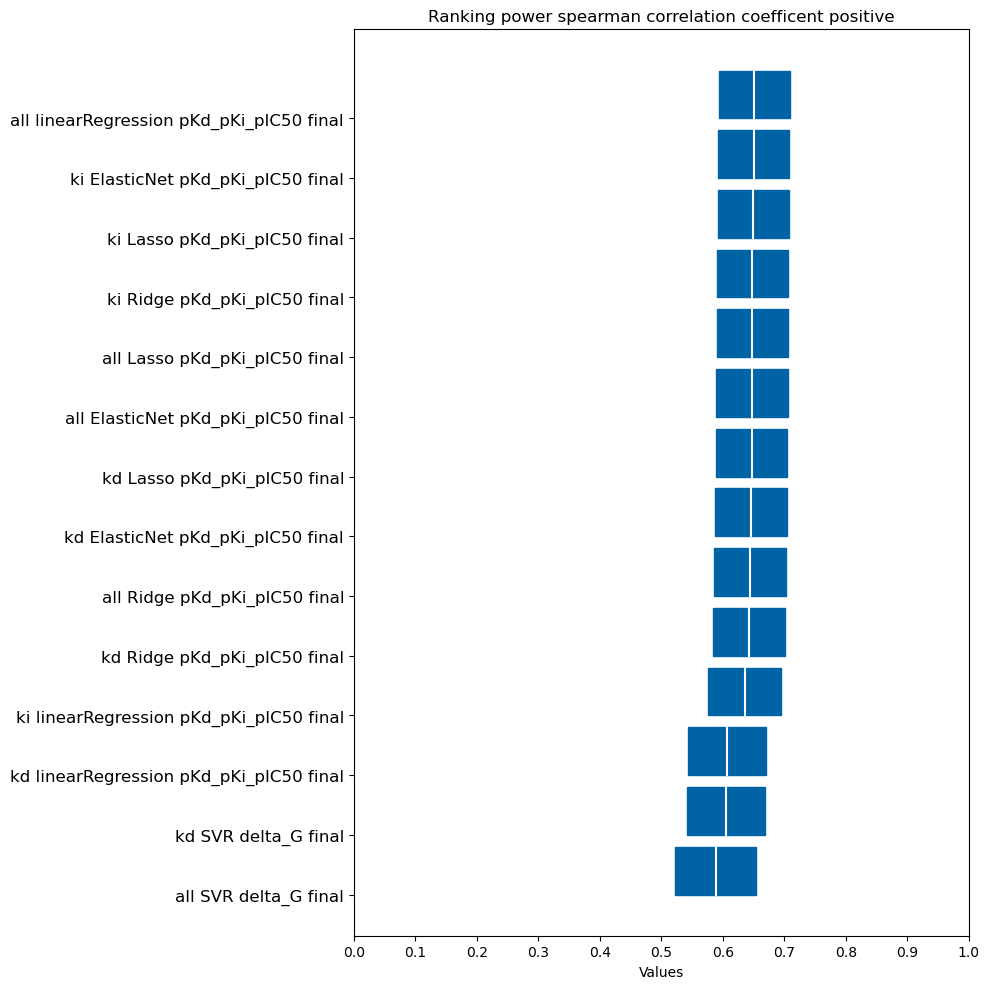 Ranking power spearman correlation coefficent positive
all linearRegression pKd_pKi_pIC50 final
ki ElasticNet pKd_pKi_pIC50 final
ki Lasso pKd_pKi_pIC50 final
ki Ridge pKd_pKi_pIC50 final
all Lasso pKd_pKi_pIC50 final
all ElasticNet pKd_pKi_pIC50 final
kd Lasso pKd_pKi_pIC50 final
kd ElasticNet pKd_pKi_pIC50 final
all Ridge pKd_pKi_pIC50 final
kd Ridge pKd_pKi_pIC50 final
ki linearRegression pKd_pKi_pIC50 final
kd linearRegression pKd_pKi_pIC50 final
kd SVR delta_G final
all SVR delta_G final
0.0 0.1 0.2 0.3 0.4 0.5 0.6 0.7 0.8 0.9 1.0
Values